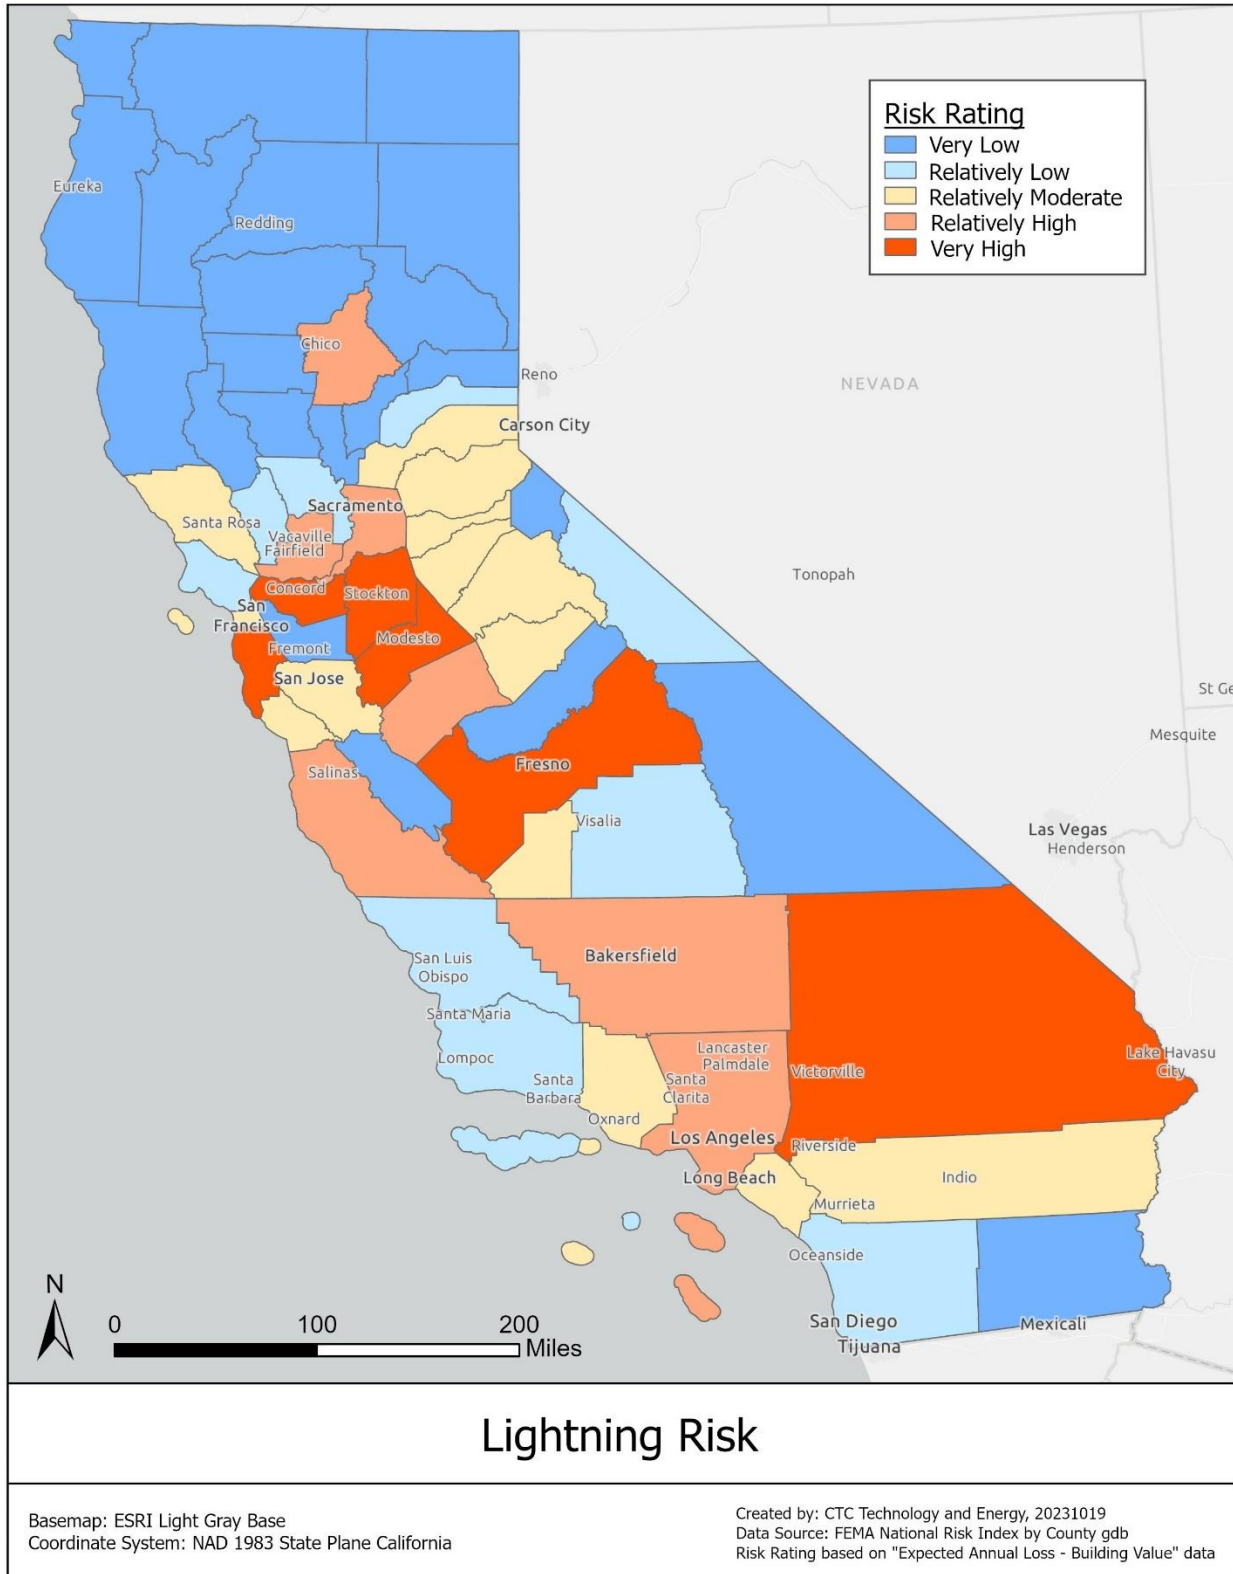 Risk Rating
Very Low
Relatively Low
Relatively Moderate
Relatively High
Very High
Eureka
Redding
Chico
Reno
NEVADA
Carson City
Sacramento
Santa Rosa
Vacaville
Fairfield
Concord
Stockton
Tonopah
San
Francisco
Fremont
Modesto
San Jose
St Ge
Mesquite
Salinas
Fresno
Visalia
Las Vegas
Henderson
San Luis
Obispo
Bakersfield
Santa Maria
Lompoc
Santa
Barbara
Oxnard
Lancaster
Palmdale
Santa
Clarita
Victorville
Lake Havasu
City
Los Angeles
Riverside
Long Beach
Indio
Murrieta
Oceanside
San Diego
Tijuana
Mexicali
N
0 100 200
Miles
Lightning Risk
Basemap: ESRI Light Gray Base
Coordinate System: NAD 1983 State Plane California
Created by: CTC Technology and Energy, 20231019
Data Source: FEMA National Risk Index by County gdb
Risk Rating based on "Expected Annual Loss - Building Value" data